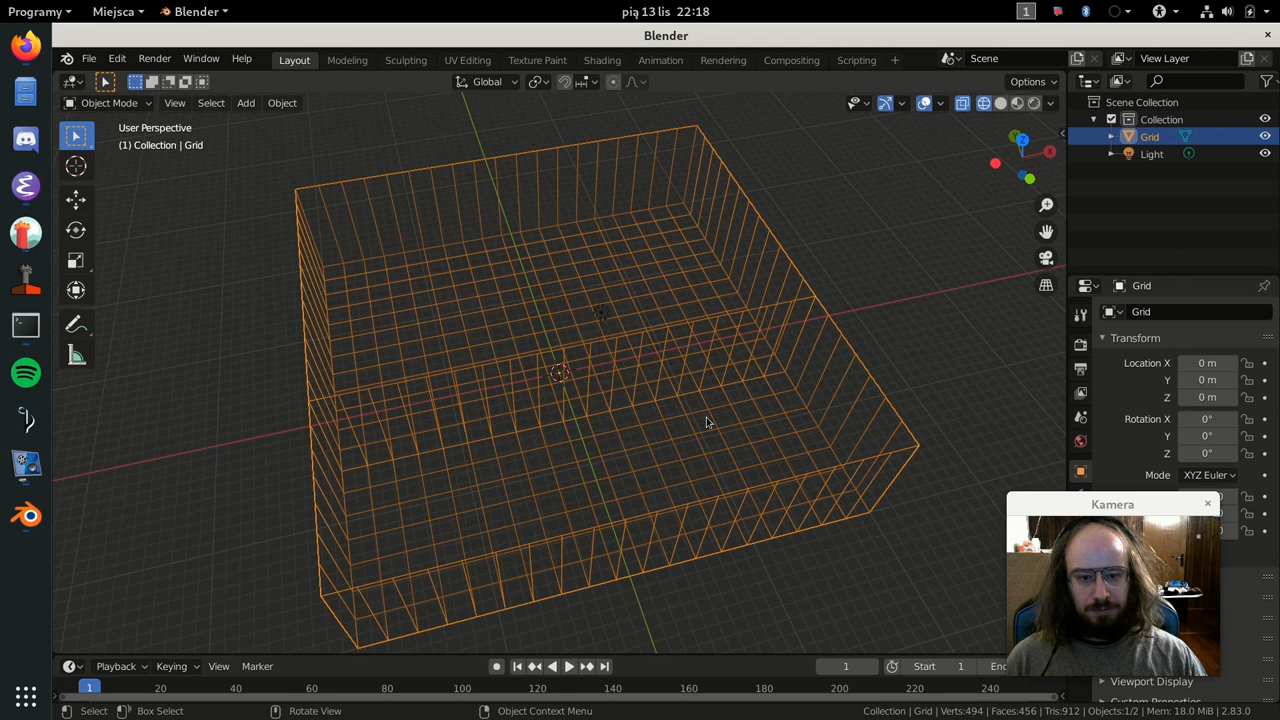 Programy
Miejsca
Blender
pią 13 lis 22:18
1
Blender
File Edit Render Window Help
Layout Modeling Sculpting UV Editing Texture Paint Shading Animation Rendering Compositing Scripting +
Scene
View Layer
Global
Options
Object Mode View Select Add Object
User Perspective
(1) Collection | Grid
Scene Collection
Collection
Grid
Light
Z
X
Y
Grid
Grid
Transform
Location X 0 m
Y 0 m
Z 0 m
Rotation X 0°
Y 0°
Z 0°
Mode XYZ Euler
Kamera
Viewport Display
Custom Properties
Playback Keying View Marker
1
Start 1
1 20 40 60 80 100 120 140 160 180 200 220 240
Select Box Select Rotate View Object Context Menu
Collection | Grid | Verts:494 | Faces:456 | Tris:912 | Objects:1/2 | Mem: 18.0 MiB | 2.83.0